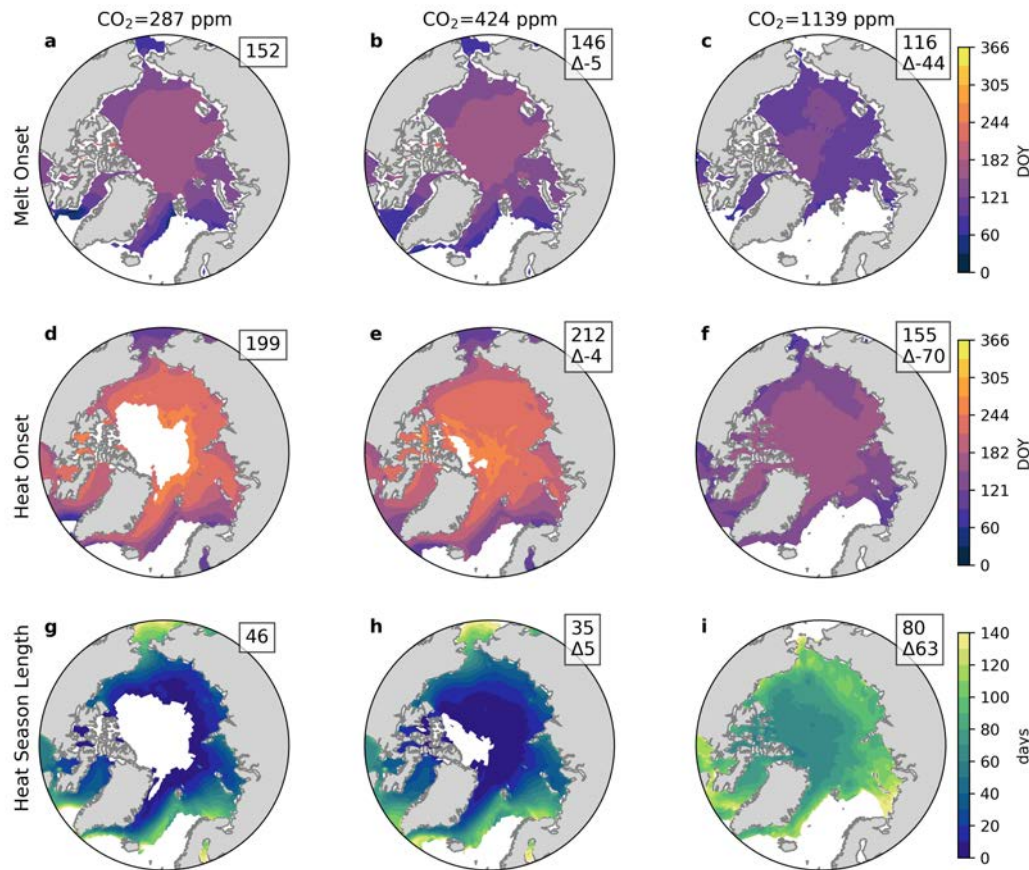 CO₂=287 ppm
CO₂=424 ppm
CO₂=1139 ppm
a
152
b
146
Δ-5
c
116
Δ-44
Melt Onset
366
305
244
182
121
60
0
DOY
d
199
e
212
Δ-4
f
155
Δ-70
Heat Onset
366
305
244
182
121
60
0
DOY
g
46
h
35
Δ5
i
80
Δ63
Heat Season Length
140
120
100
80
60
40
20
0
days